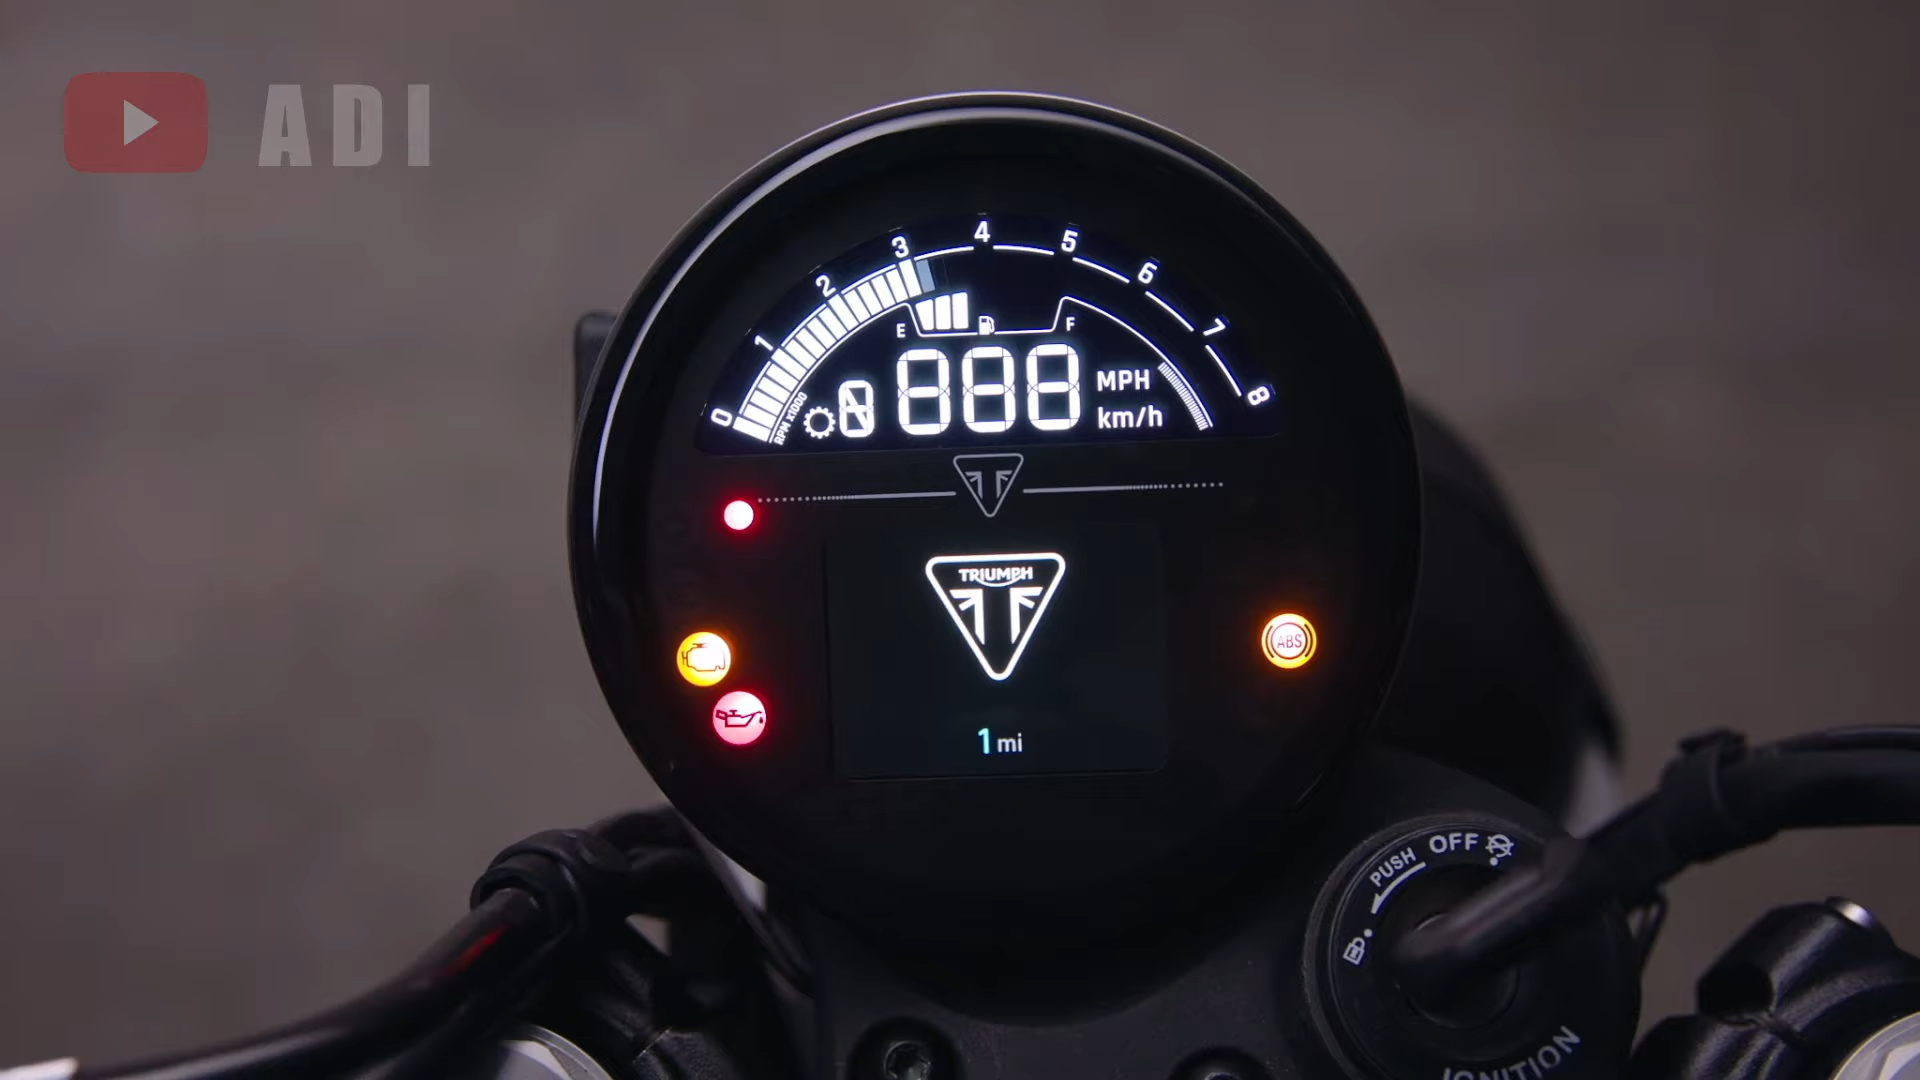 ADI
0 1 2 3 4 5 6 7 8
RPM x1000
E F
MPH
km/h
TRIUMPH
1 mi
ABS
PUSH OFF
IGNITION